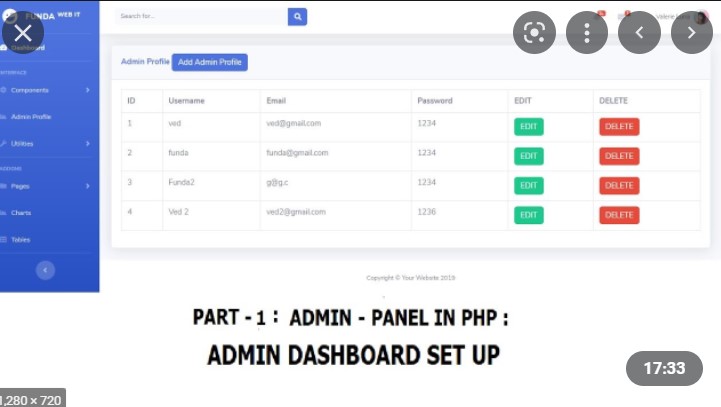 FUNDA WEB IT
Search for...
Dashboard
Components
Admin Profile
Utilities
Pages
Charts
Tables
Admin Profile Add Admin Profile
ID Username Email Password EDIT DELETE
1 ved ved@gmail.com 1234 EDIT DELETE
2 funda funda@gmail.com 1234 EDIT DELETE
3 Funda2 g@g.c 1234 EDIT DELETE
4 Ved 2 ved2@gmail.com 1236 EDIT DELETE
Copyright © Your Website 2019
PART - 1 : ADMIN - PANEL IN PHP :
ADMIN DASHBOARD SET UP
17:33
1,280 × 720